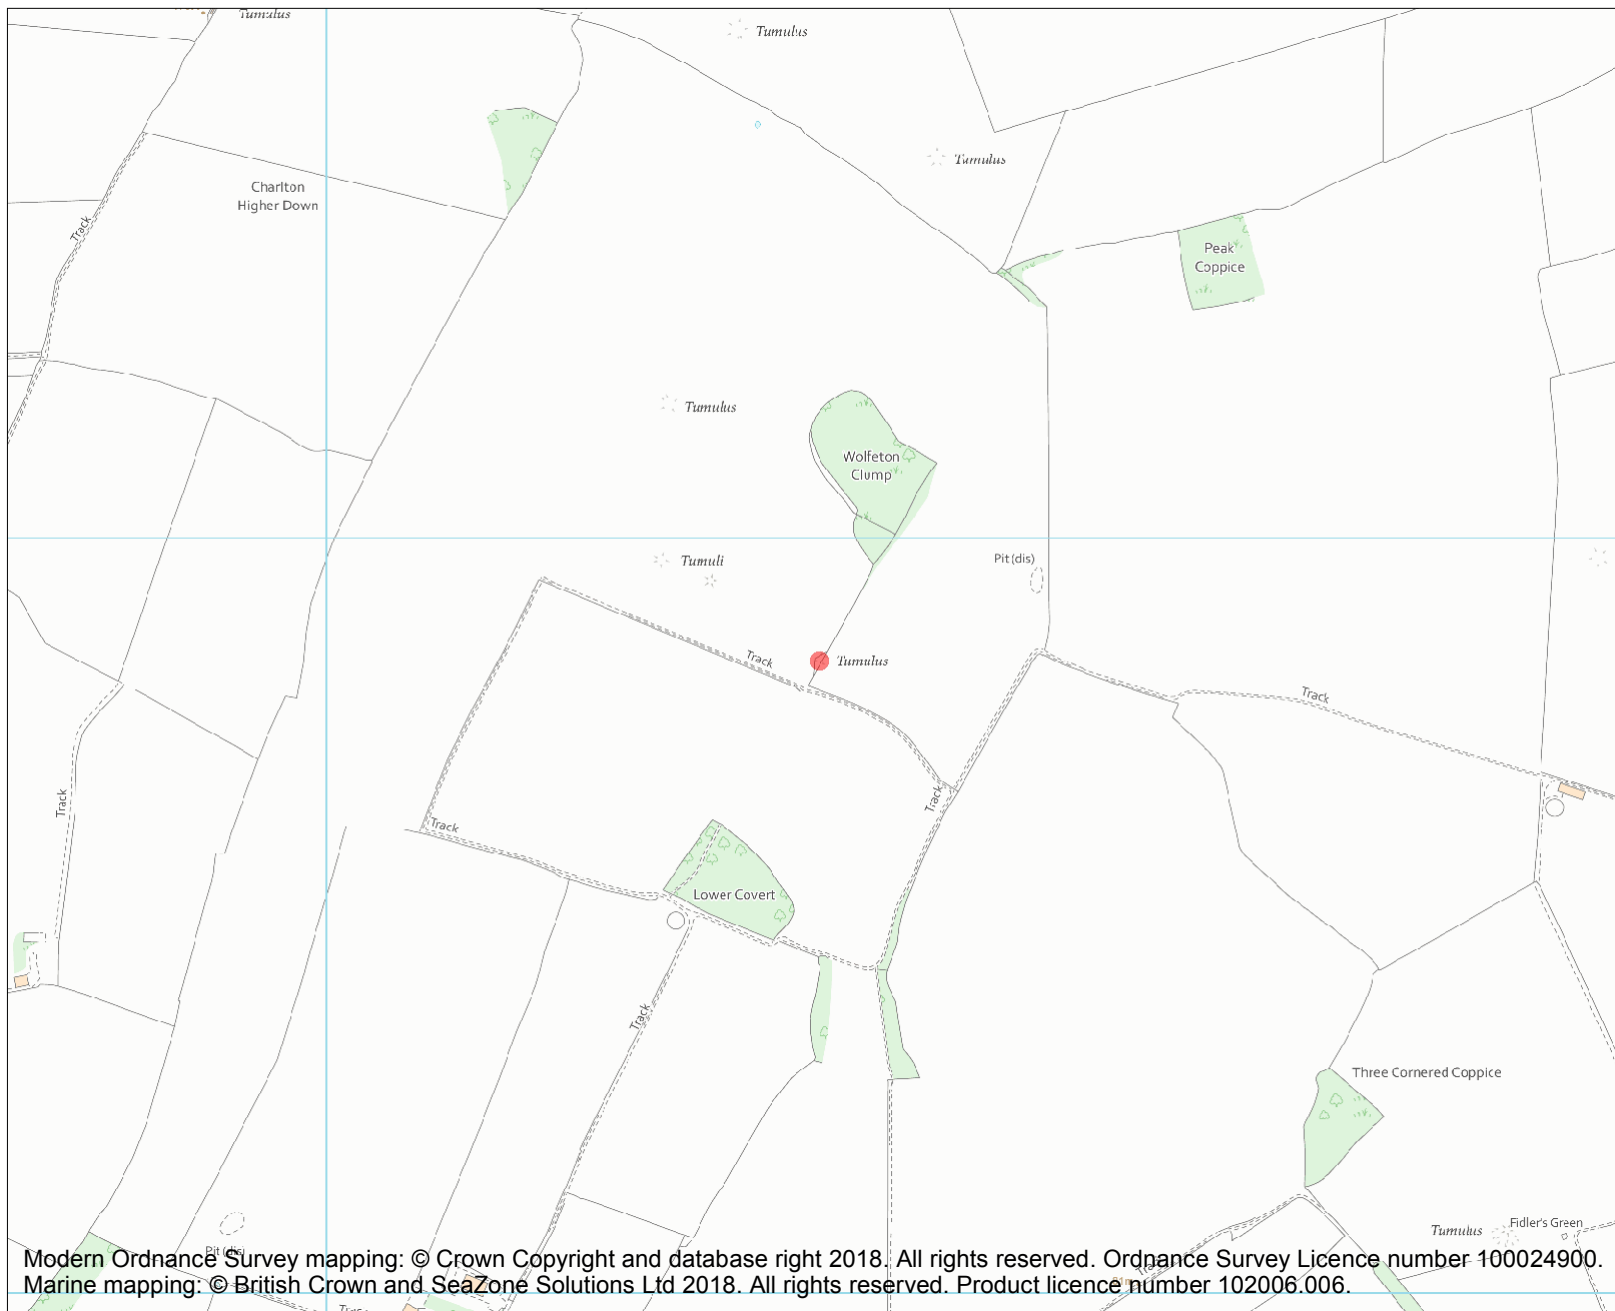 Tumulus
Tumulus
Tumulus
Charlton
Higher Down
Track
Peak
Coppice
Tumulus
Wolfeton
Clump
Tumuli
Pit (dis)
Track
Tumulus
Track
Track
Track
Track
Lower Covert
Track
Three Cornered Coppice
Tumulus
Fidler's Green
Pit (dis)
Track
Modern Ordnance Survey mapping: © Crown Copyright and database right 2018. All rights reserved. Ordnance Survey Licence number 100024900.
Marine mapping: © British Crown and SeaZone Solutions Ltd 2018. All rights reserved. Product licence number 102006.006.